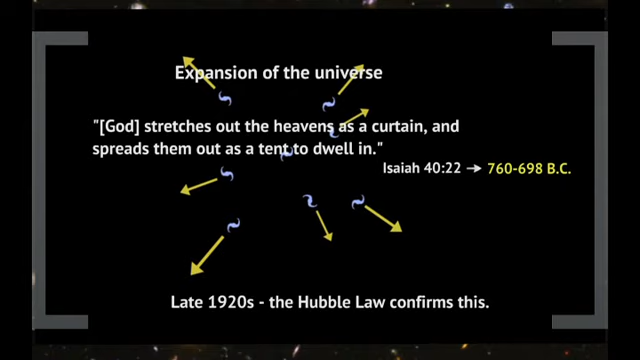 Expansion of the universe
"[God] stretches out the heavens as a curtain, and
spreads them out as a tent to dwell in."
Isaiah 40:22 → 760-698 B.C.
Late 1920s - the Hubble Law confirms this.